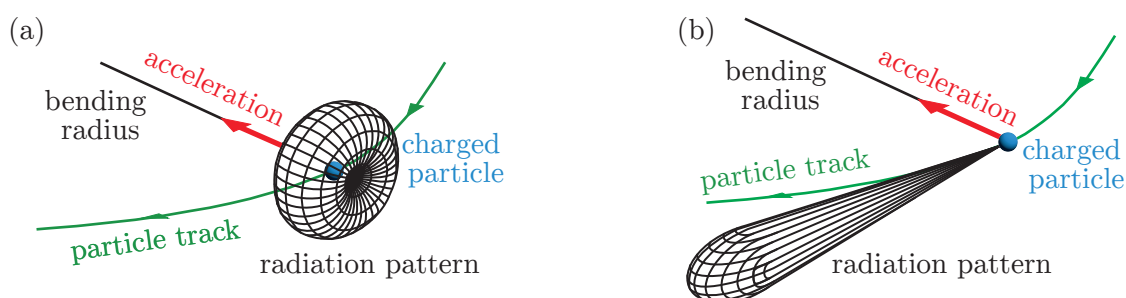 (a)
acceleration
bending
radius
charged
particle
particle track
radiation pattern
(b)
acceleration
bending
radius
charged
particle
particle track
radiation pattern